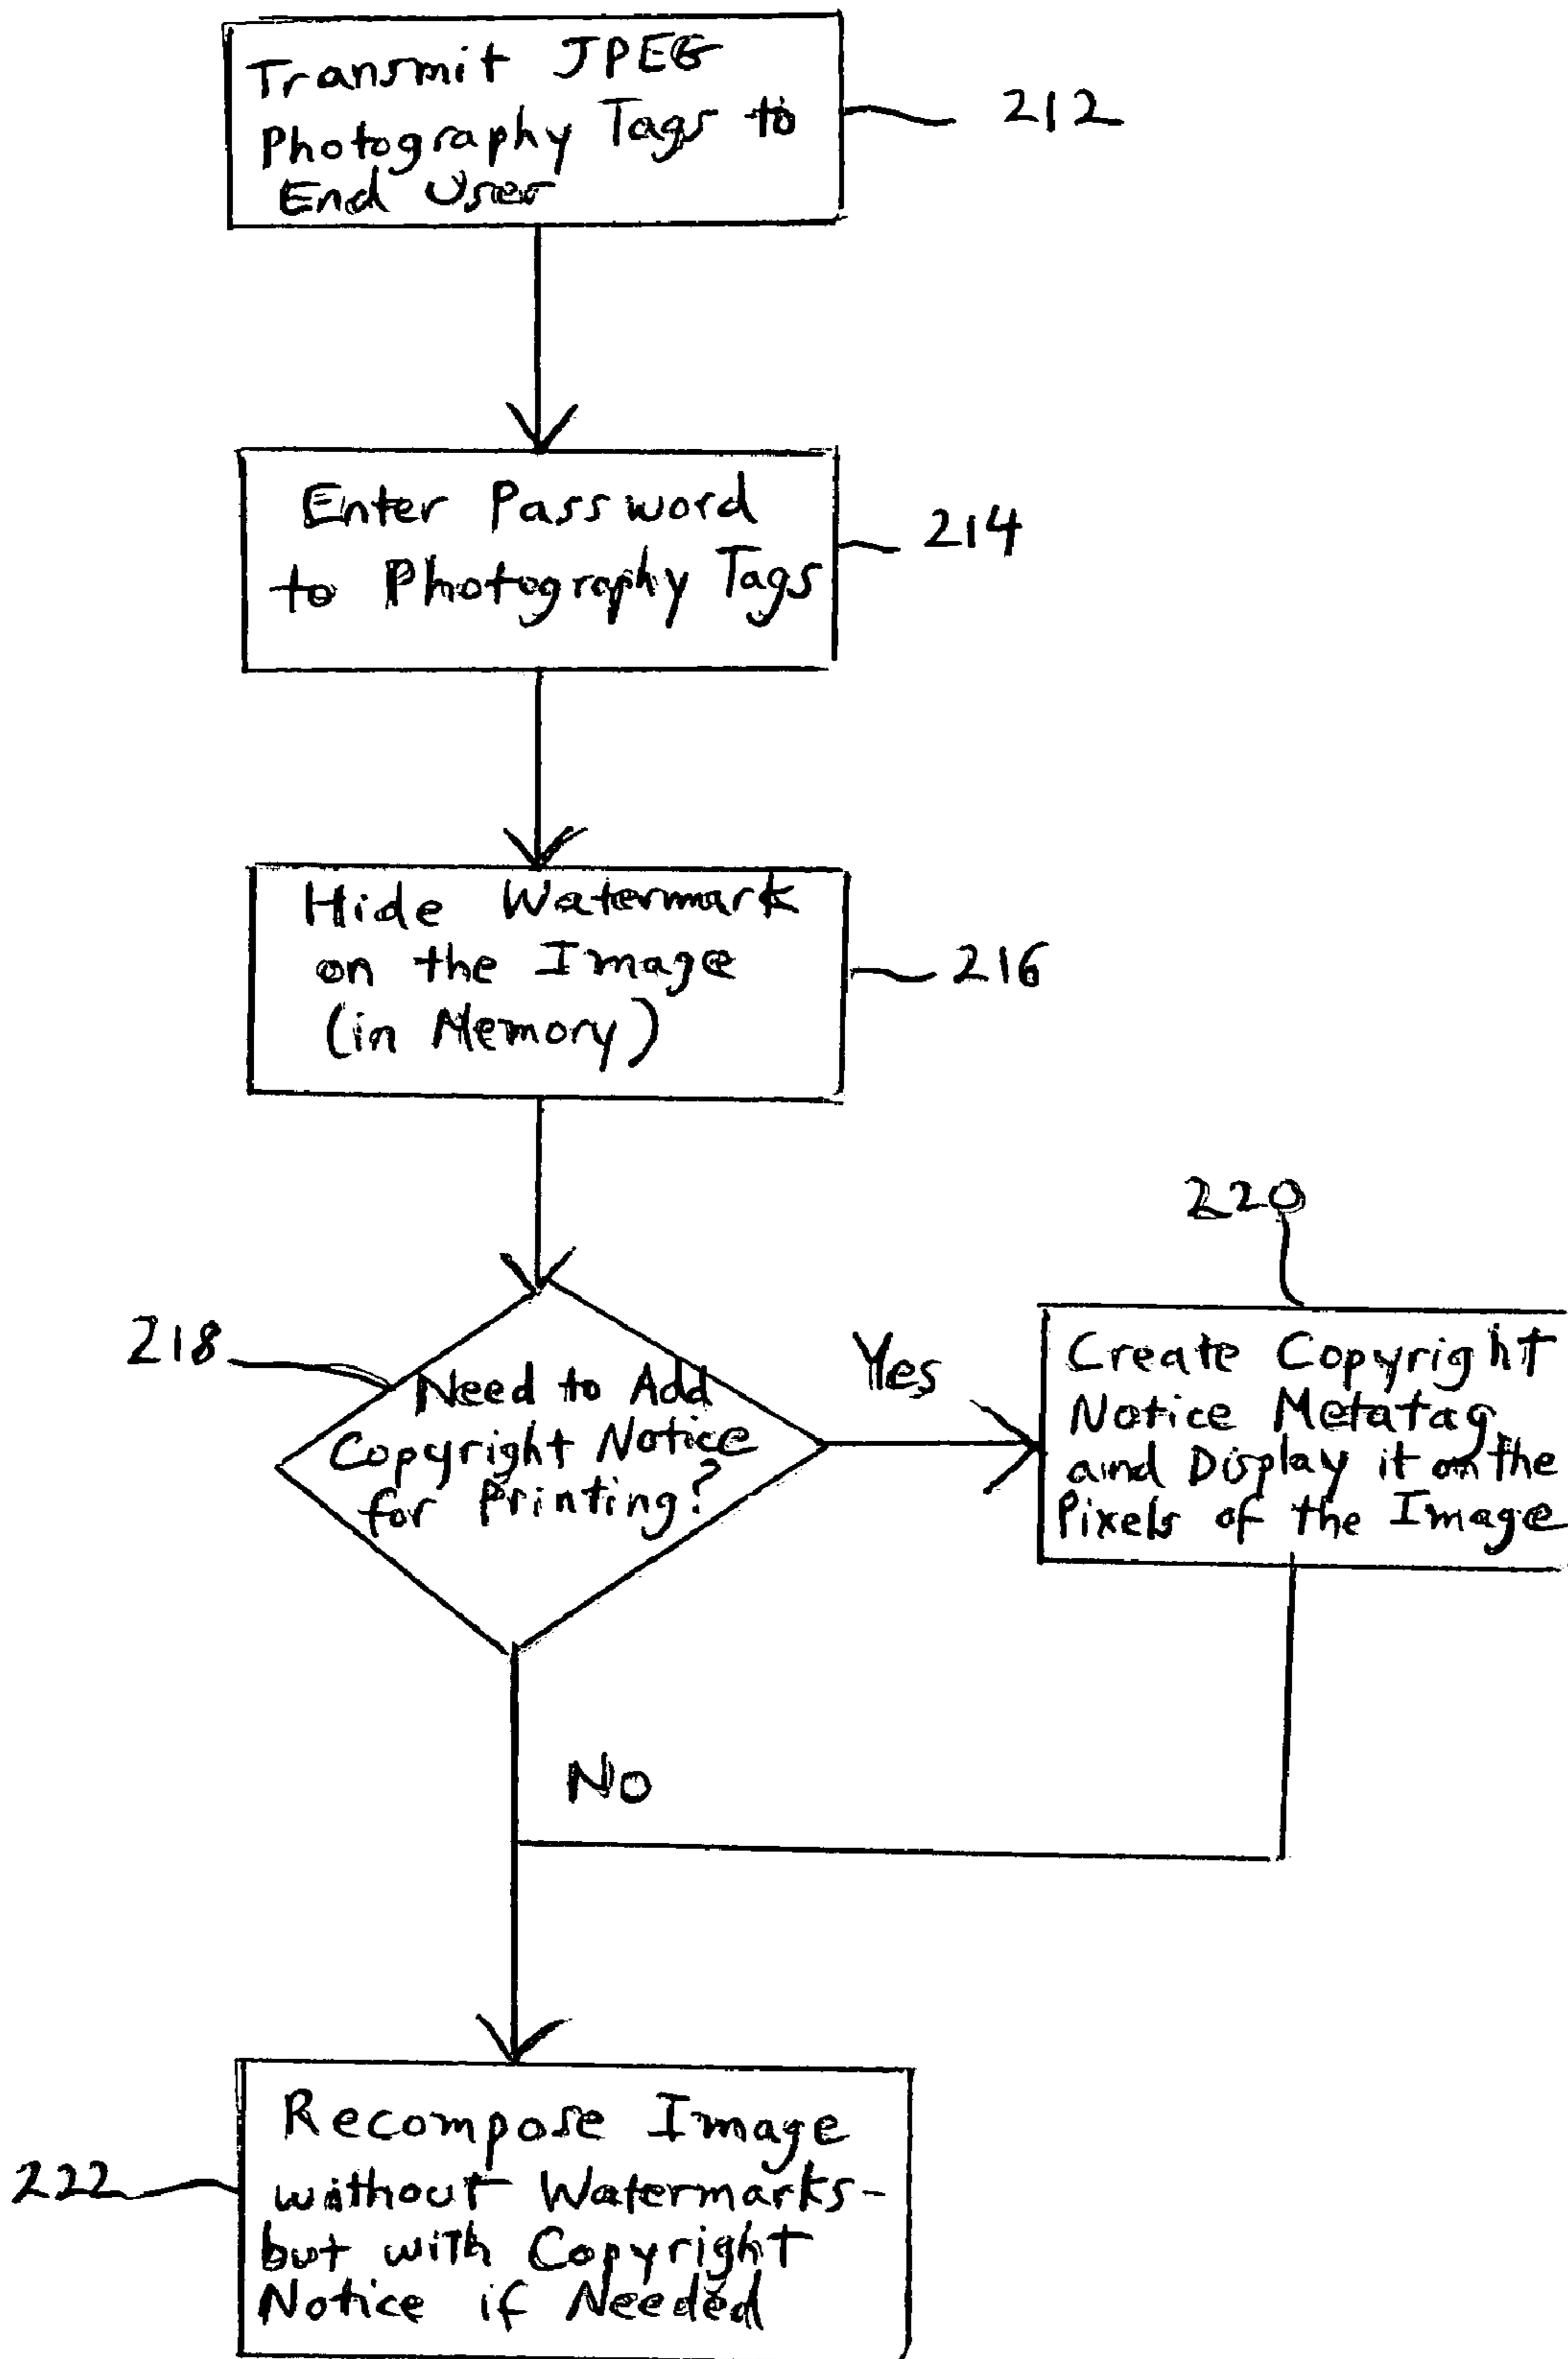 Transmit JPEG
Photography Tags to
End User
212
Enter Password
to Photography Tags
214
Hide Watermark
on the Image
(in Memory)
216
220
218
Need to Add
Copyright Notice
for Printing?
Yes
Create Copyright
Notice Metatag
and Display it on the
Pixels of the Image
No
222
Recompose Image
without Watermarks-
but with Copyright
Notice if Needed